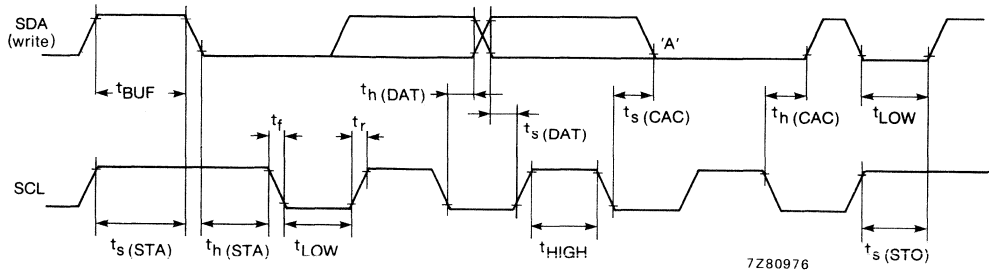 SDA
(write)
'A'
tBUF
th (DAT)
ts (DAT)
ts (CAC)
th (CAC)
tLOW
tf
tr
SCL
ts (STA)
th (STA)
tLOW
tHIGH
ts (STO)
7Z80976